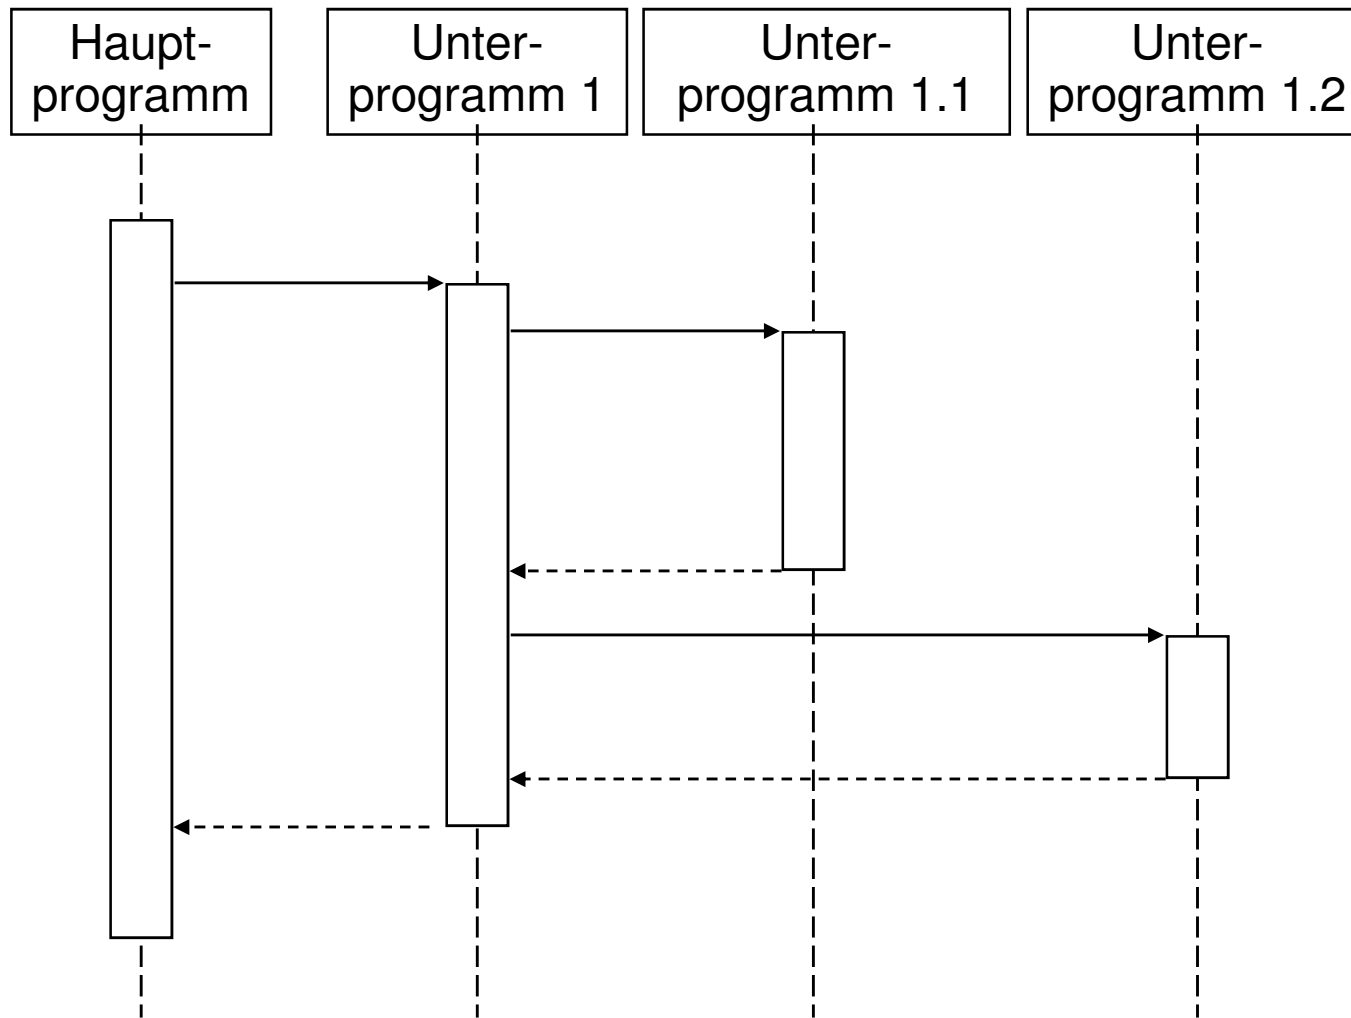 Haupt-
programm
Unter-
programm 1
Unter-
programm 1.1
Unter-
programm 1.2